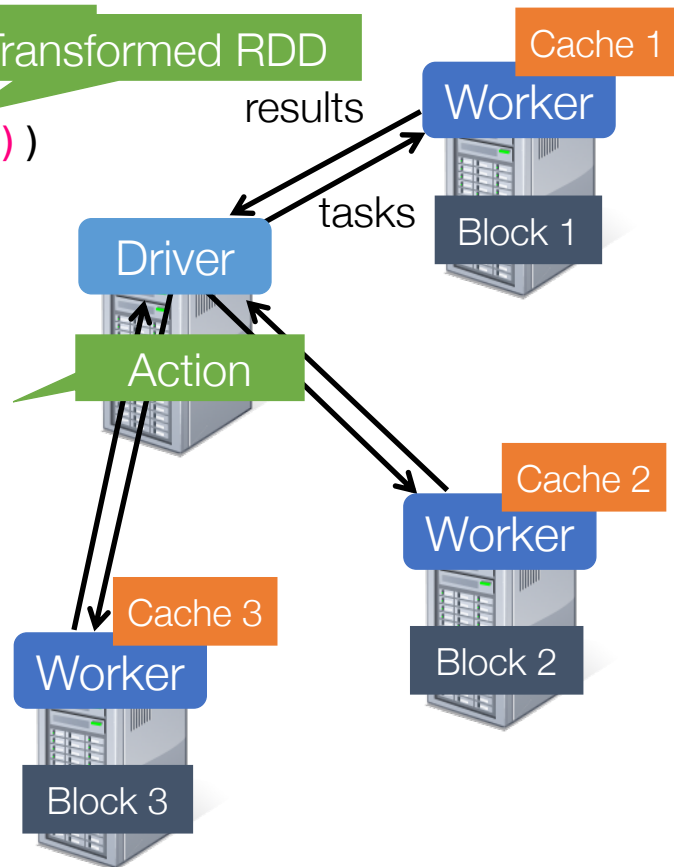 Transformed RDD
Cache 1
))
results
Worker
tasks
Block 1
Driver
Action
Cache 2
Worker
Cache 3
Block 2
Worker
Block 3